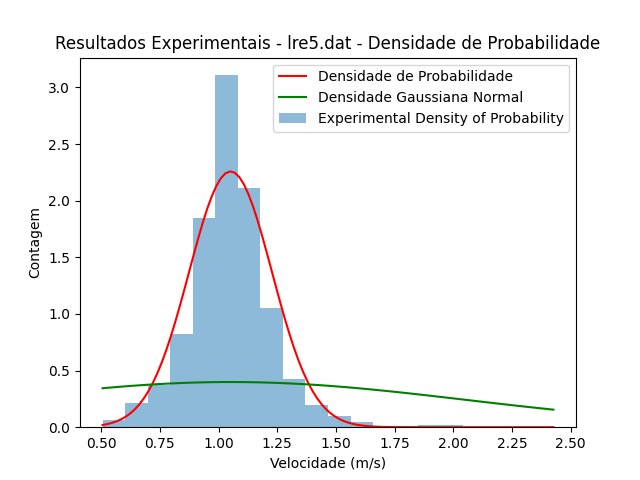 Resultados Experimentais - lre5.dat - Densidade de Probabilidade
Densidade de Probabilidade
Densidade Gaussiana Normal
Experimental Density of Probability
3.0
2.5
2.0
1.5
1.0
0.5
0.0
Contagem
0.50 0.75 1.00 1.25 1.50 1.75 2.00 2.25 2.50
Velocidade (m/s)